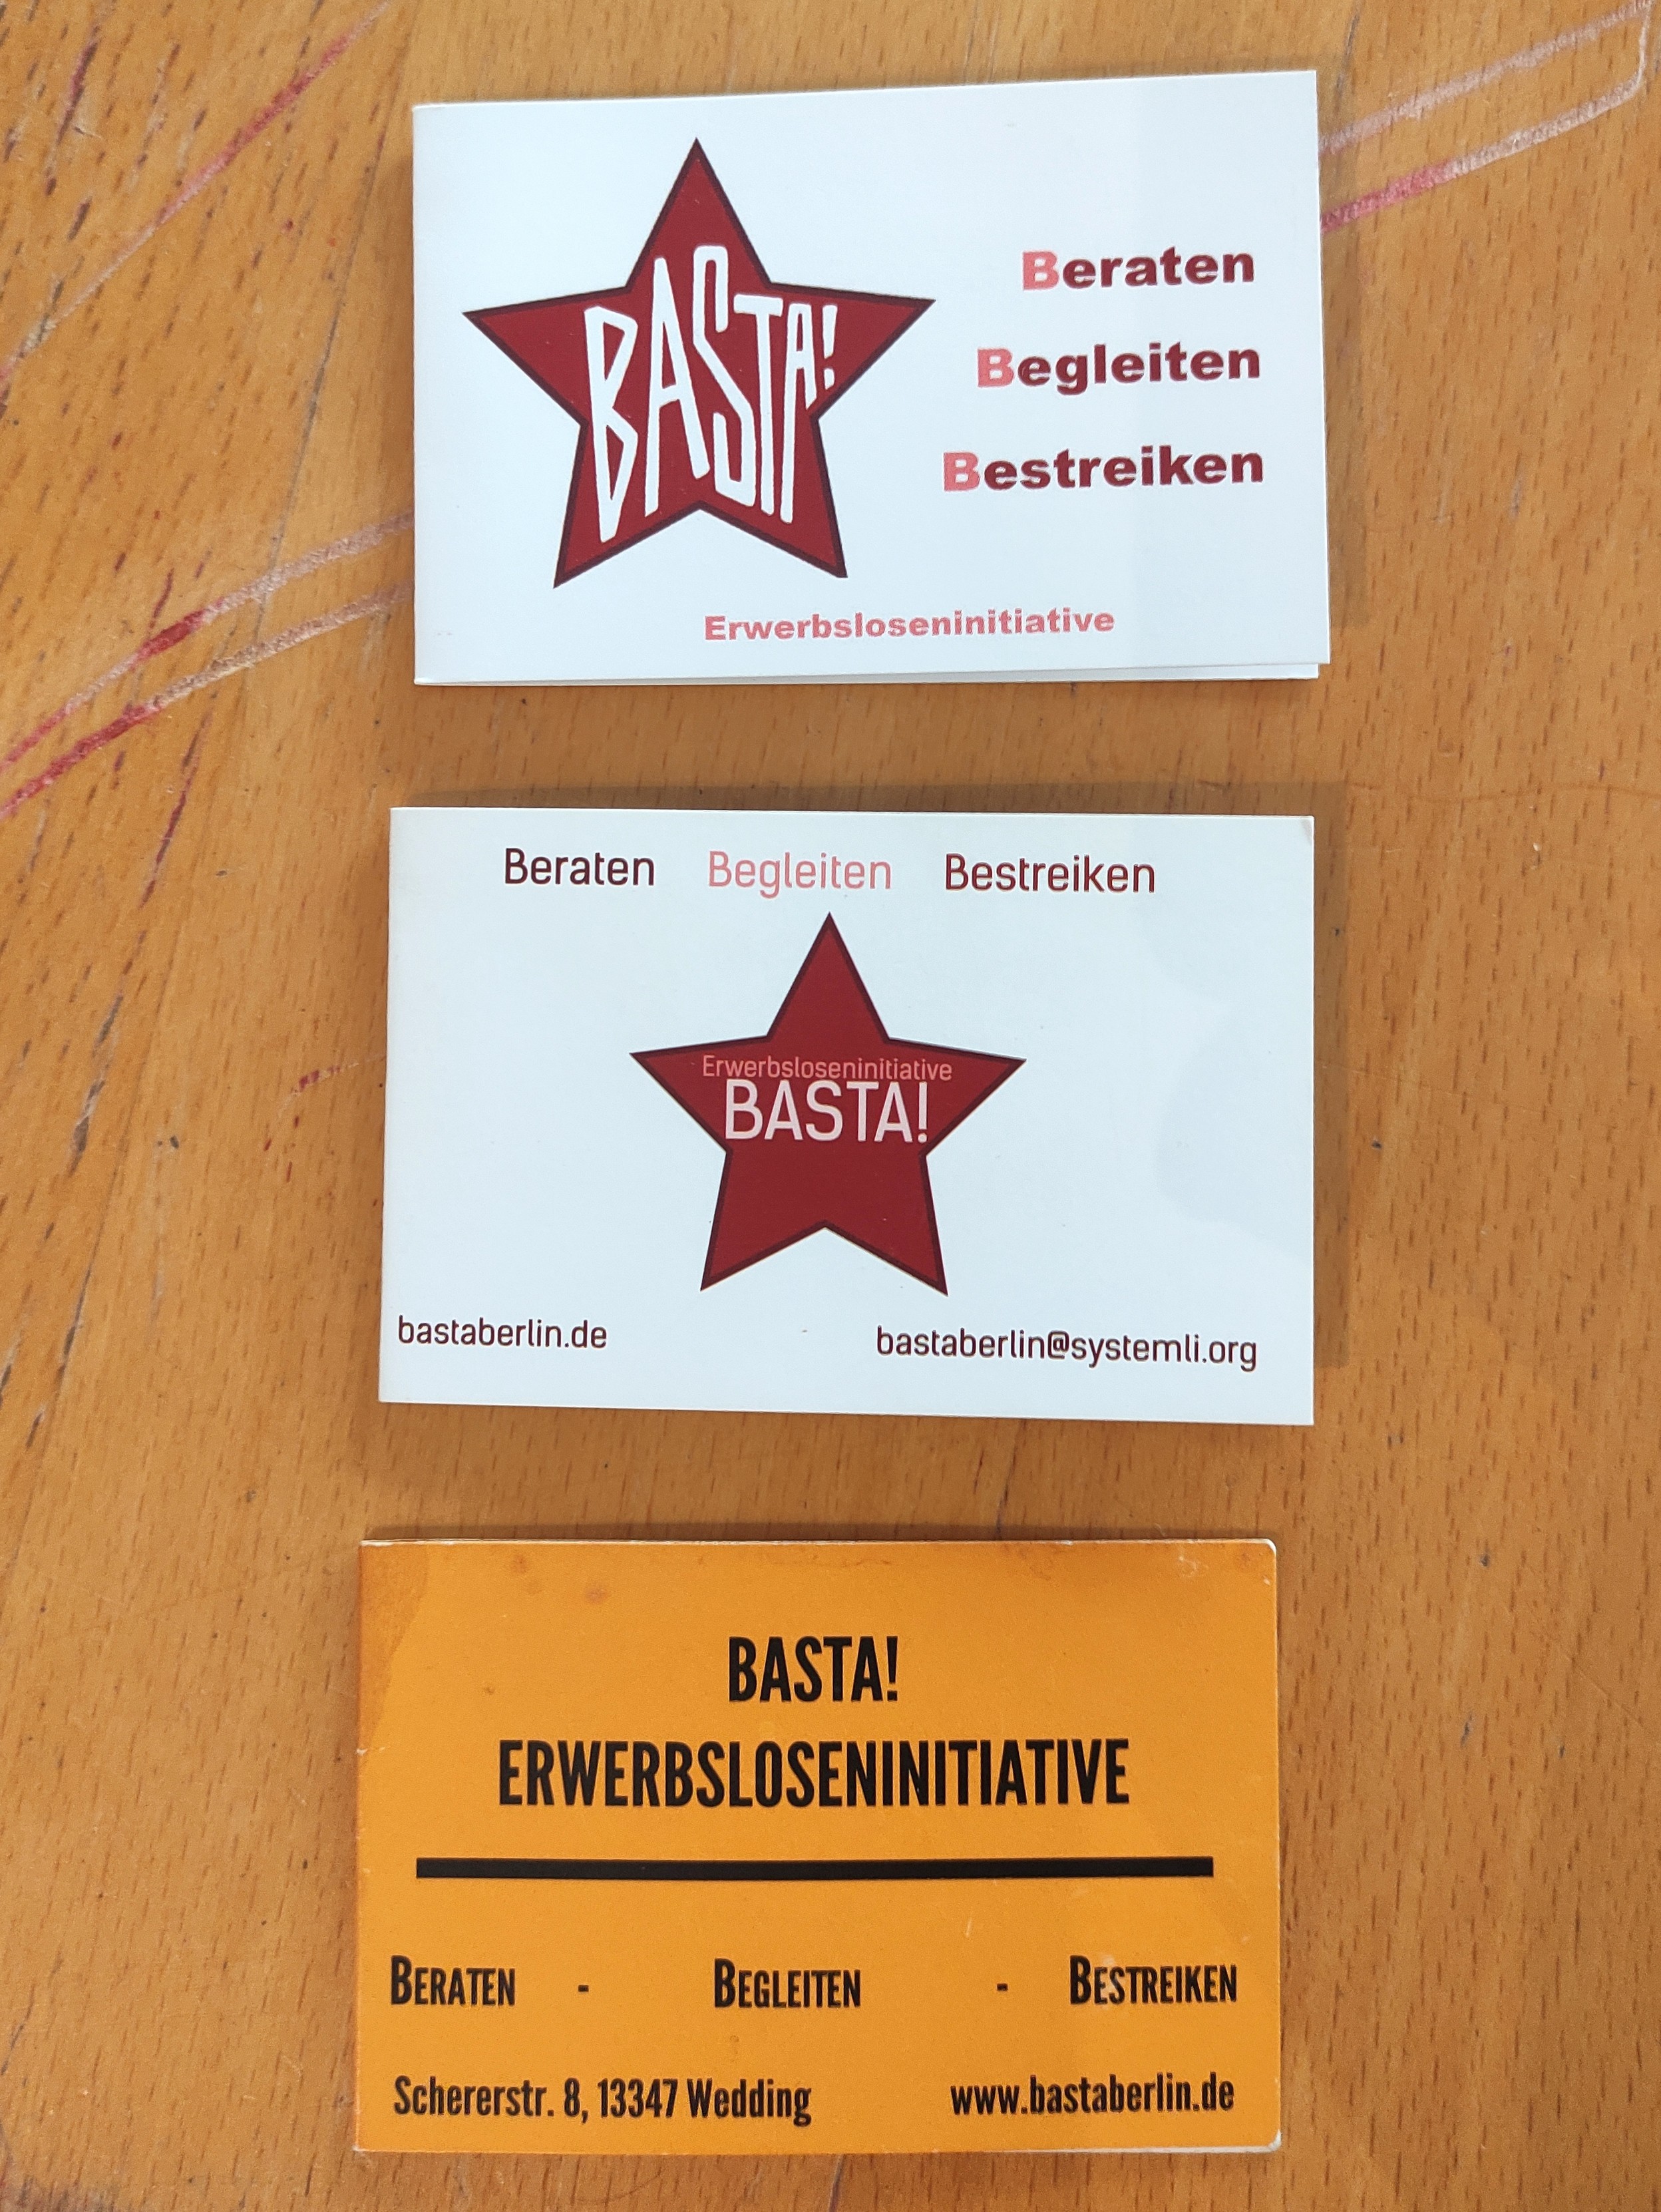 BASTA!
Beraten
Begleiten
Bestreiken
Erwerbsloseninitiative
Beraten Begleiten Bestreiken
Erwerbsloseninitiative
BASTA!
bastaberlin.de bastaberlin@systemli.org
BASTA!
ERWERBSLOSENINITIATIVE
BERATEN - BEGLEITEN - BESTREIKEN
Schererstr. 8, 13347 Wedding www.bastaberlin.de